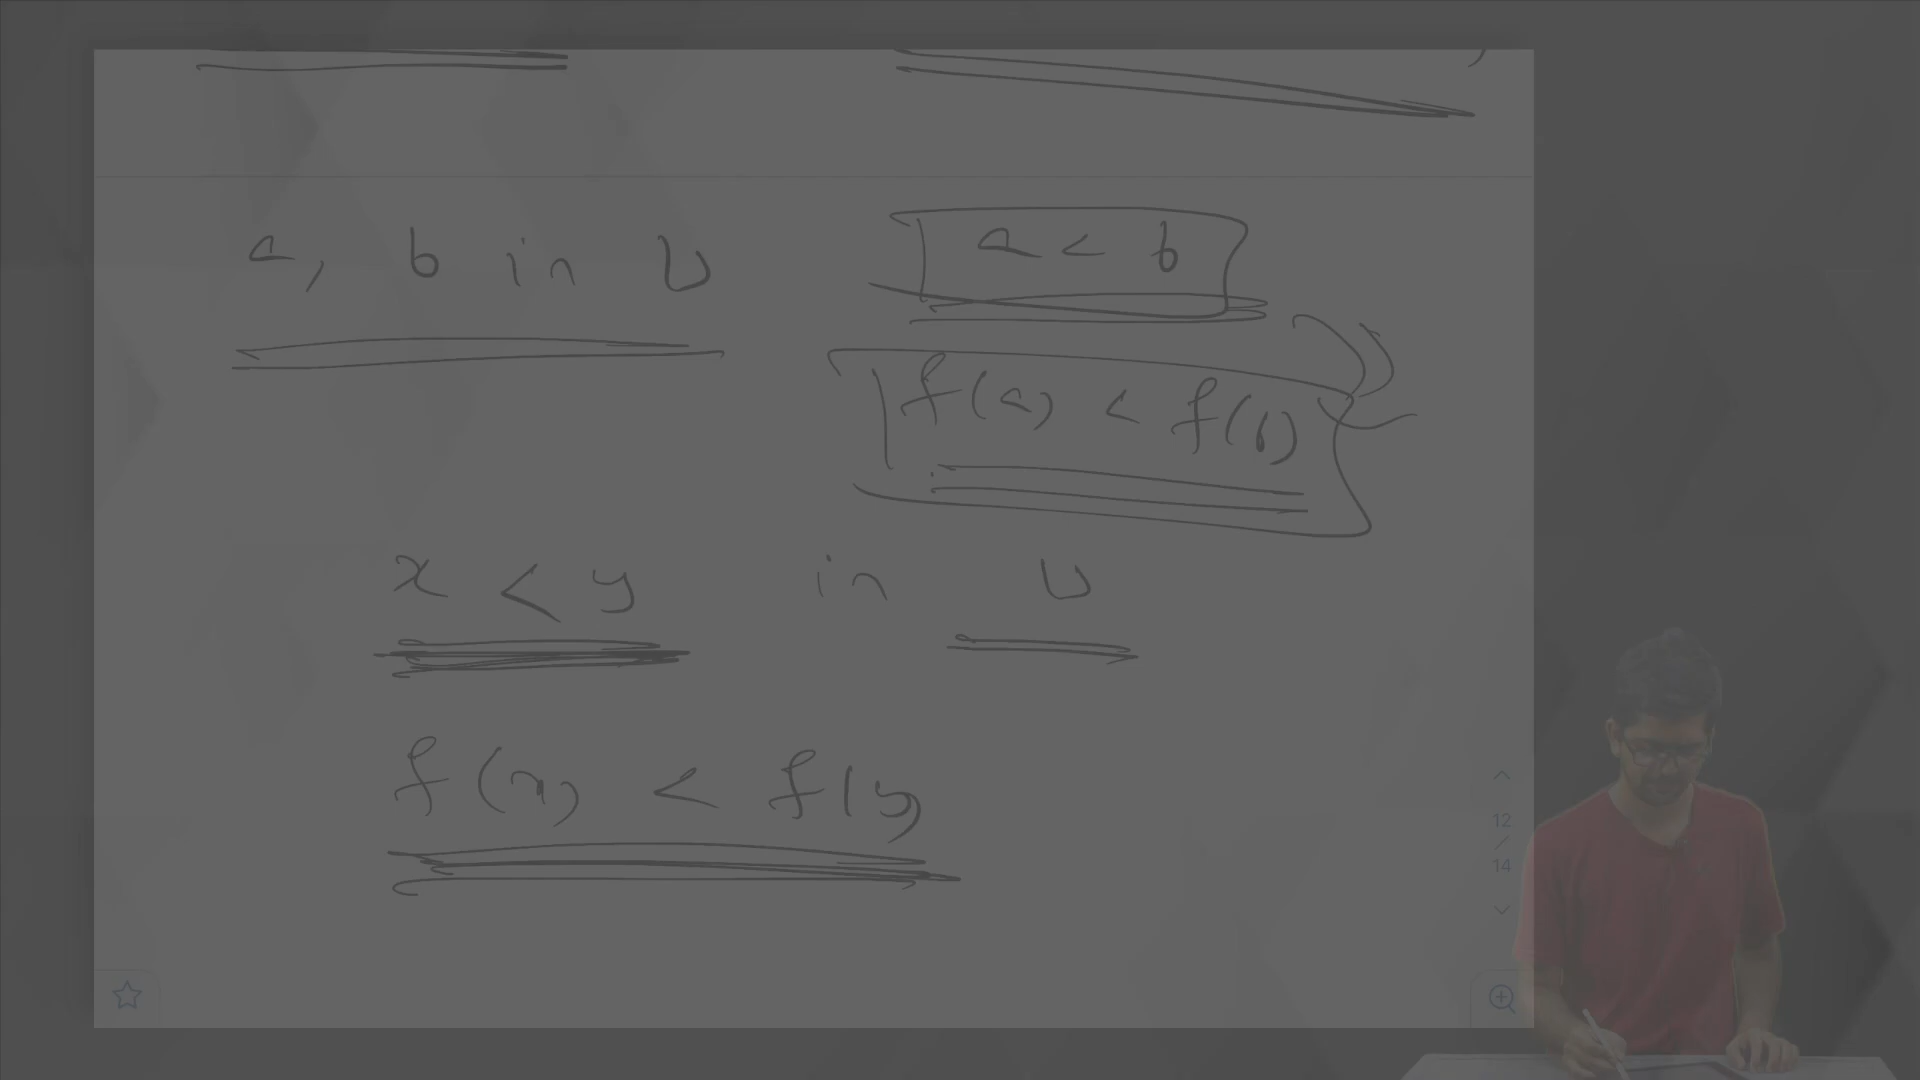 a, b in U
a < b
f(a) < f(b)
x < y in U
f(x) < f(y)
12
/
14